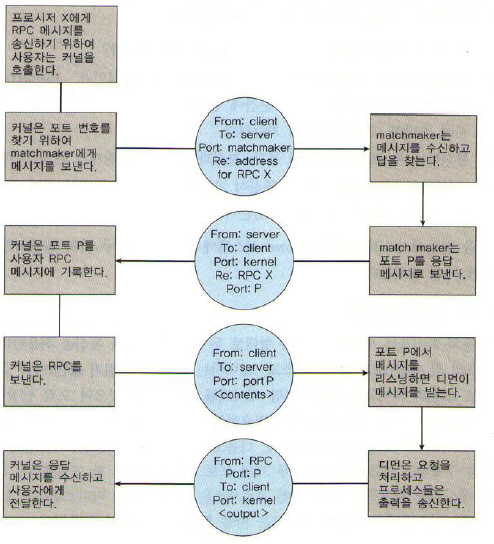 프로시저 X에게
RPC 메시지를
송신하기 위하여
사용자는 커널을
호출한다.
커널은 포트 번호를
찾기 위하여
matchmaker에게
메시지를 보낸다.
From: client
To: server
Port: matchmaker
Re: address
for RPC X
matchmaker는
메시지를 수신하고
답을 찾는다.
커널은 포트 P를
사용자 RPC
메시지에 기록한다.
From: server
To: client
Port: kernel
Re: RPC X
Port: P
match maker는
포트 P를 응답
메시지로 보낸다.
커널은 RPC를
보낸다.
From: client
To: server
Port: port P
<contents>
포트 P에서
메시지를
리스닝하면 디먼이
메시지를 받는다.
커널은 응답
메시지를 수신하고
사용자에게
전달한다.
From: RPC
Port: P
To: client
Port: kernel
<output>
디먼은 요청을
처리하고
프로세스들은
출력을 송신한다.